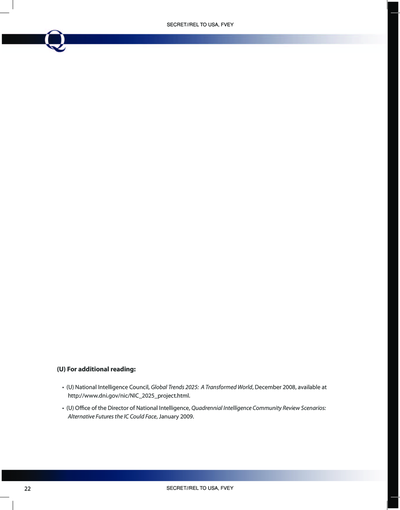 SECRET//REL TO USA, FVEY
Q
(U) For additional reading:
• (U) National Intelligence Council, Global Trends 2025: A Transformed World, December 2008, available at
http://www.dni.gov/nic/NIC_2025_project.html.
• (U) Office of the Director of National Intelligence, Quadrennial Intelligence Community Review Scenarios:
Alternative Futures the IC Could Face, January 2009.
22
SECRET//REL TO USA, FVEY